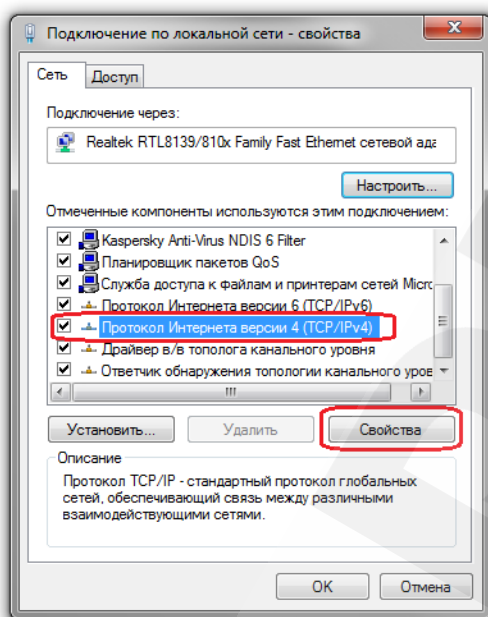 Подключение по локальной сети - свойства
Сеть
Доступ
Подключение через:
Realtek RTL8139/810x Family Fast Ethernet сетевой ада
Настроить...
Отмеченные компоненты используются этим подключением:
Kaspersky Anti-Virus NDIS 6 Filter
Планировщик пакетов QoS
Служба доступа к файлам и принтерам сетей Micro
Протокол Интернета версии 6 (TCP/IPv6)
Протокол Интернета версии 4 (TCP/IPv4)
Драйвер в/в тополога канального уровня
Ответчик обнаружения топологии канального уров
Установить...
Удалить
Свойства
Описание
Протокол TCP/IP - стандартный протокол глобальных
сетей, обеспечивающий связь между различными
взаимодействующими сетями.
OK
Отмена